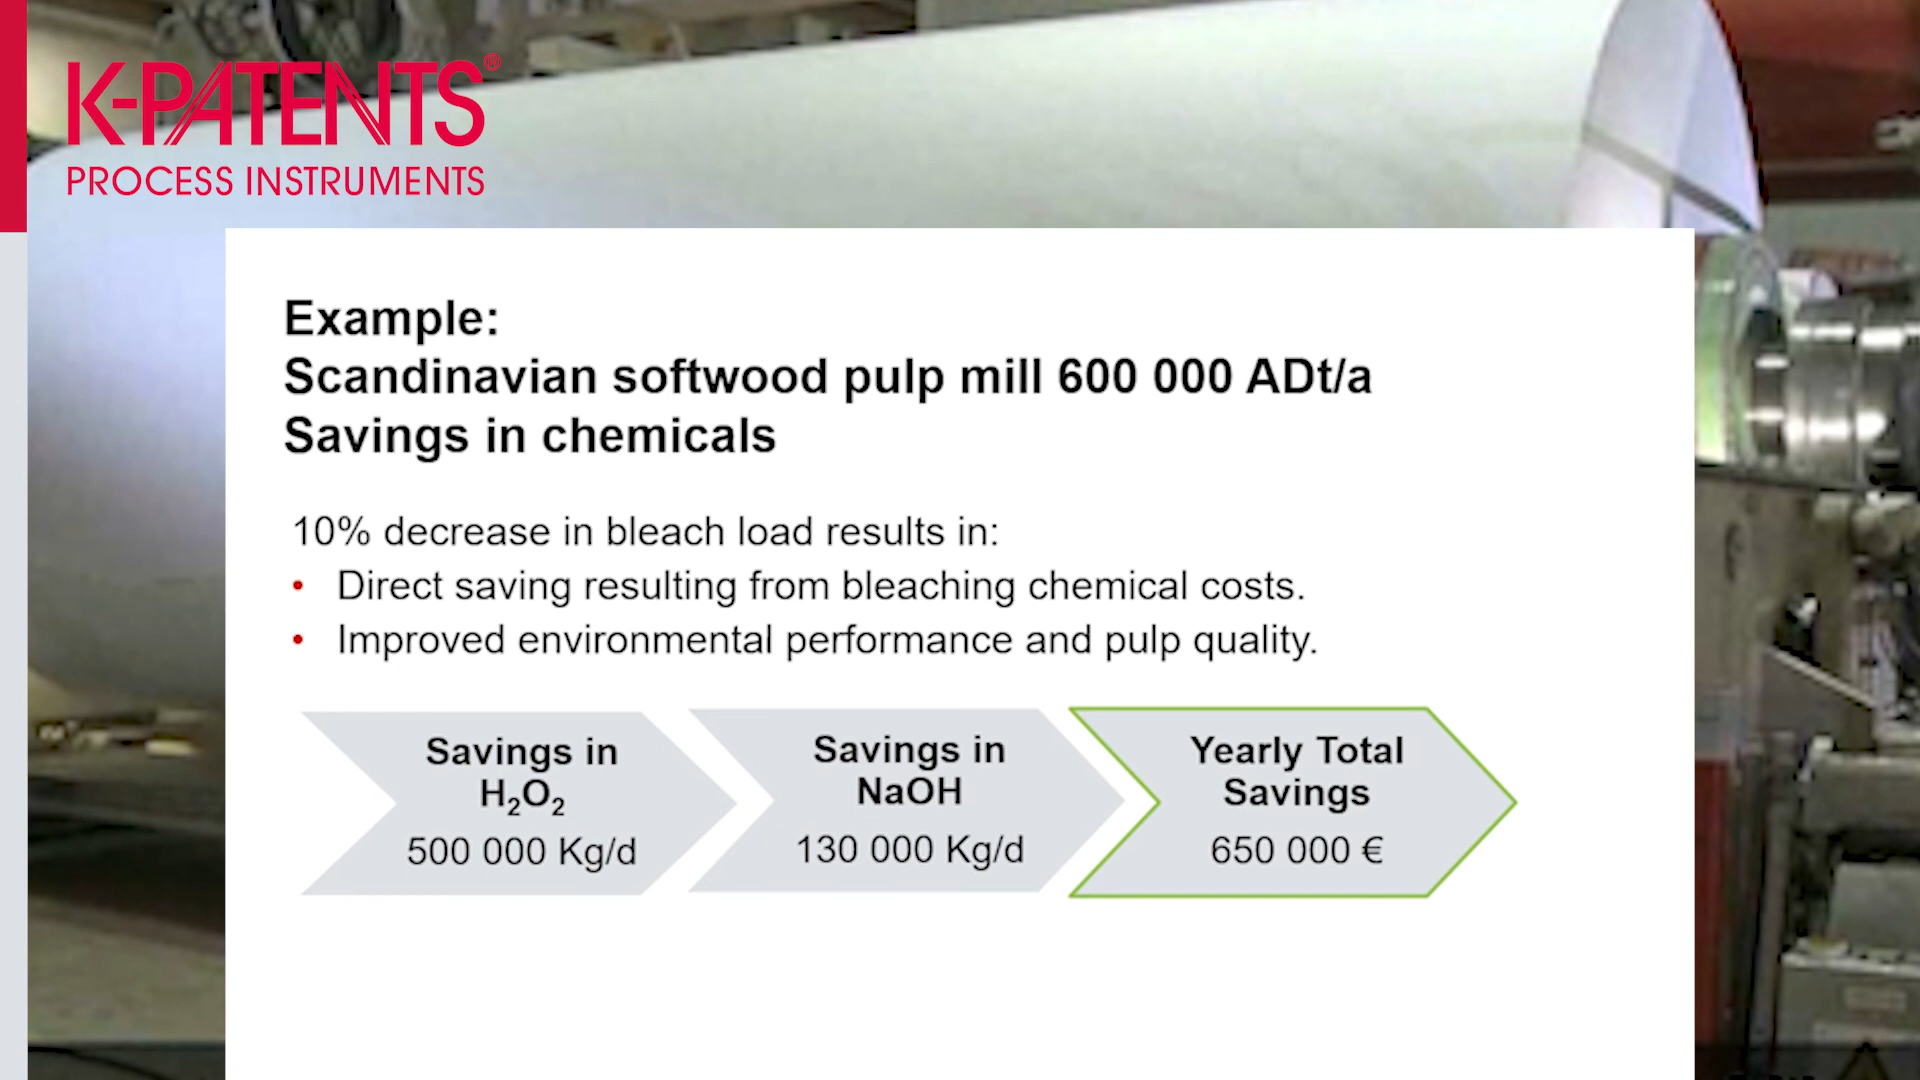 K-PATENTS®
PROCESS INSTRUMENTS
Example:
Scandinavian softwood pulp mill 600 000 ADt/a
Savings in chemicals
10% decrease in bleach load results in:
• Direct saving resulting from bleaching chemical costs.
• Improved environmental performance and pulp quality.
Savings in
H₂O₂
500 000 Kg/d
Savings in
NaOH
130 000 Kg/d
Yearly Total
Savings
650 000 €